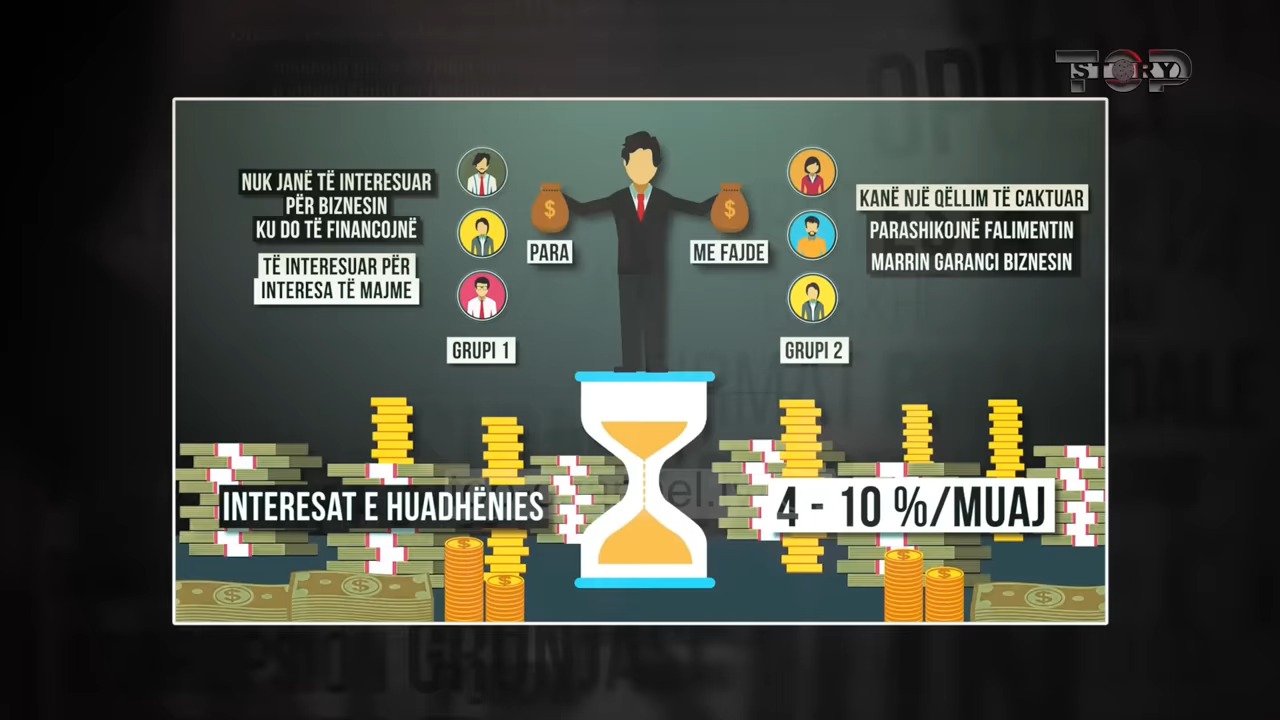 TOP STORY
NUK JANË TË INTERESUAR
PËR BIZNESIN
KU DO TË FINANCOJNË
TË INTERESUAR PËR
INTERESA TË MAJME
GRUPI 1
PARA
ME FAJDE
GRUPI 2
KANË NJË QËLLIM TË CAKTUAR
PARASHIKOJNË FALIMENTIN
MARRIN GARANCI BIZNESIN
INTERESAT E HUADHËNIES
4 - 10 %/MUAJ